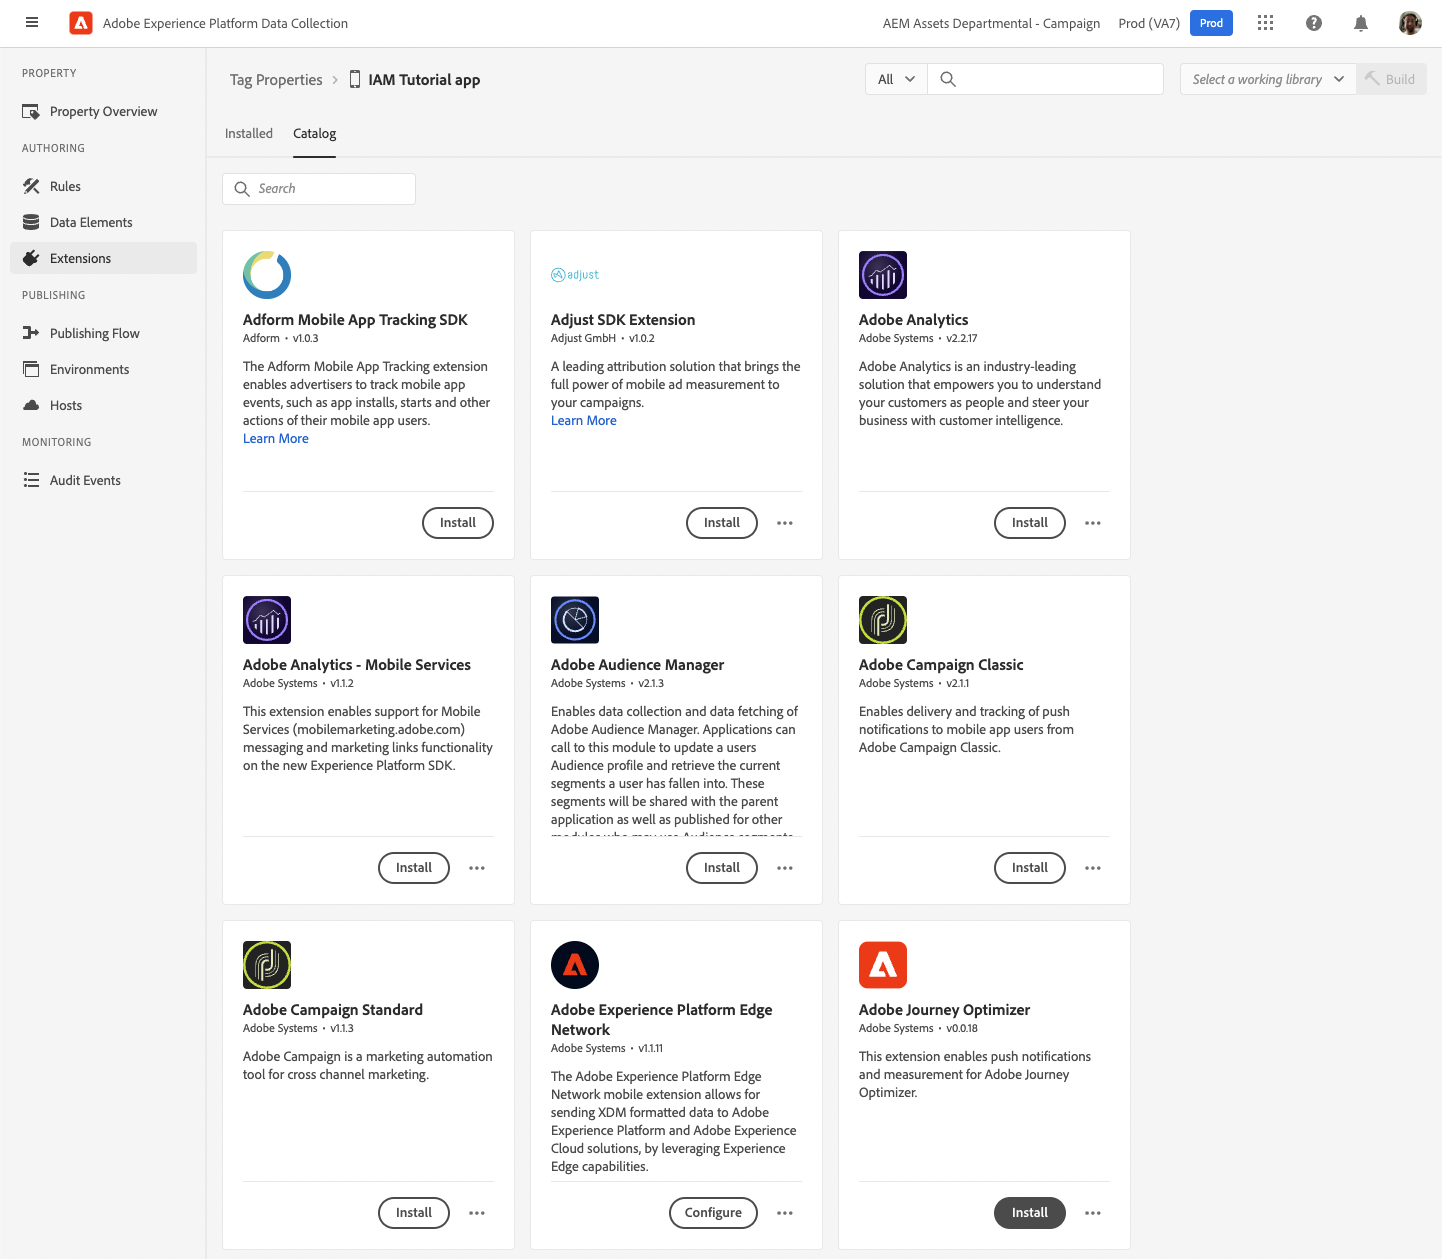 Adobe Experience Platform Data Collection
AEM Assets Departmental - Campaign
Prod (VA7)
Prod
PROPERTY
Property Overview
AUTHORING
Rules
Data Elements
Extensions
PUBLISHING
Publishing Flow
Environments
Hosts
MONITORING
Audit Events
Tag Properties
IAM Tutorial app
All
Select a working library
Build
Installed
Catalog
Search
Adform Mobile App Tracking SDK
Adform • v1.0.3
The Adform Mobile App Tracking extension
enables advertisers to track mobile app
events, such as app installs, starts and other
actions of their mobile app users.
Learn More
Install
adjust
Adjust SDK Extension
Adjust GmbH • v1.0.2
A leading attribution solution that brings the
full power of mobile ad measurement to
your campaigns.
Learn More
Install
Adobe Analytics
Adobe Systems • v2.2.17
Adobe Analytics is an industry-leading
solution that empowers you to understand
your customers as people and steer your
business with customer intelligence.
Install
Adobe Analytics - Mobile Services
Adobe Systems • v1.1.2
This extension enables support for Mobile
Services (mobilemarketing.adobe.com)
messaging and marketing links functionality
on the new Experience Platform SDK.
Install
Adobe Audience Manager
Adobe Systems • v2.1.3
Enables data collection and data fetching of
Adobe Audience Manager. Applications can
call to this module to update a users
Audience profile and retrieve the current
segments a user has fallen into. These
segments will be shared with the parent
application as well as published for other
modules who may use Audience segments
Install
Adobe Campaign Classic
Adobe Systems • v2.1.1
Enables delivery and tracking of push
notifications to mobile app users from
Adobe Campaign Classic.
Install
Adobe Campaign Standard
Adobe Systems • v1.1.3
Adobe Campaign is a marketing automation
tool for cross channel marketing.
Install
Adobe Experience Platform Edge
Network
Adobe Systems • v1.1.11
The Adobe Experience Platform Edge
Network mobile extension allows for
sending XDM formatted data to Adobe
Experience Platform and Adobe Experience
Cloud solutions, by leveraging Experience
Edge capabilities.
Configure
Adobe Journey Optimizer
Adobe Systems • v0.0.18
This extension enables push notifications
and measurement for Adobe Journey
Optimizer.
Install